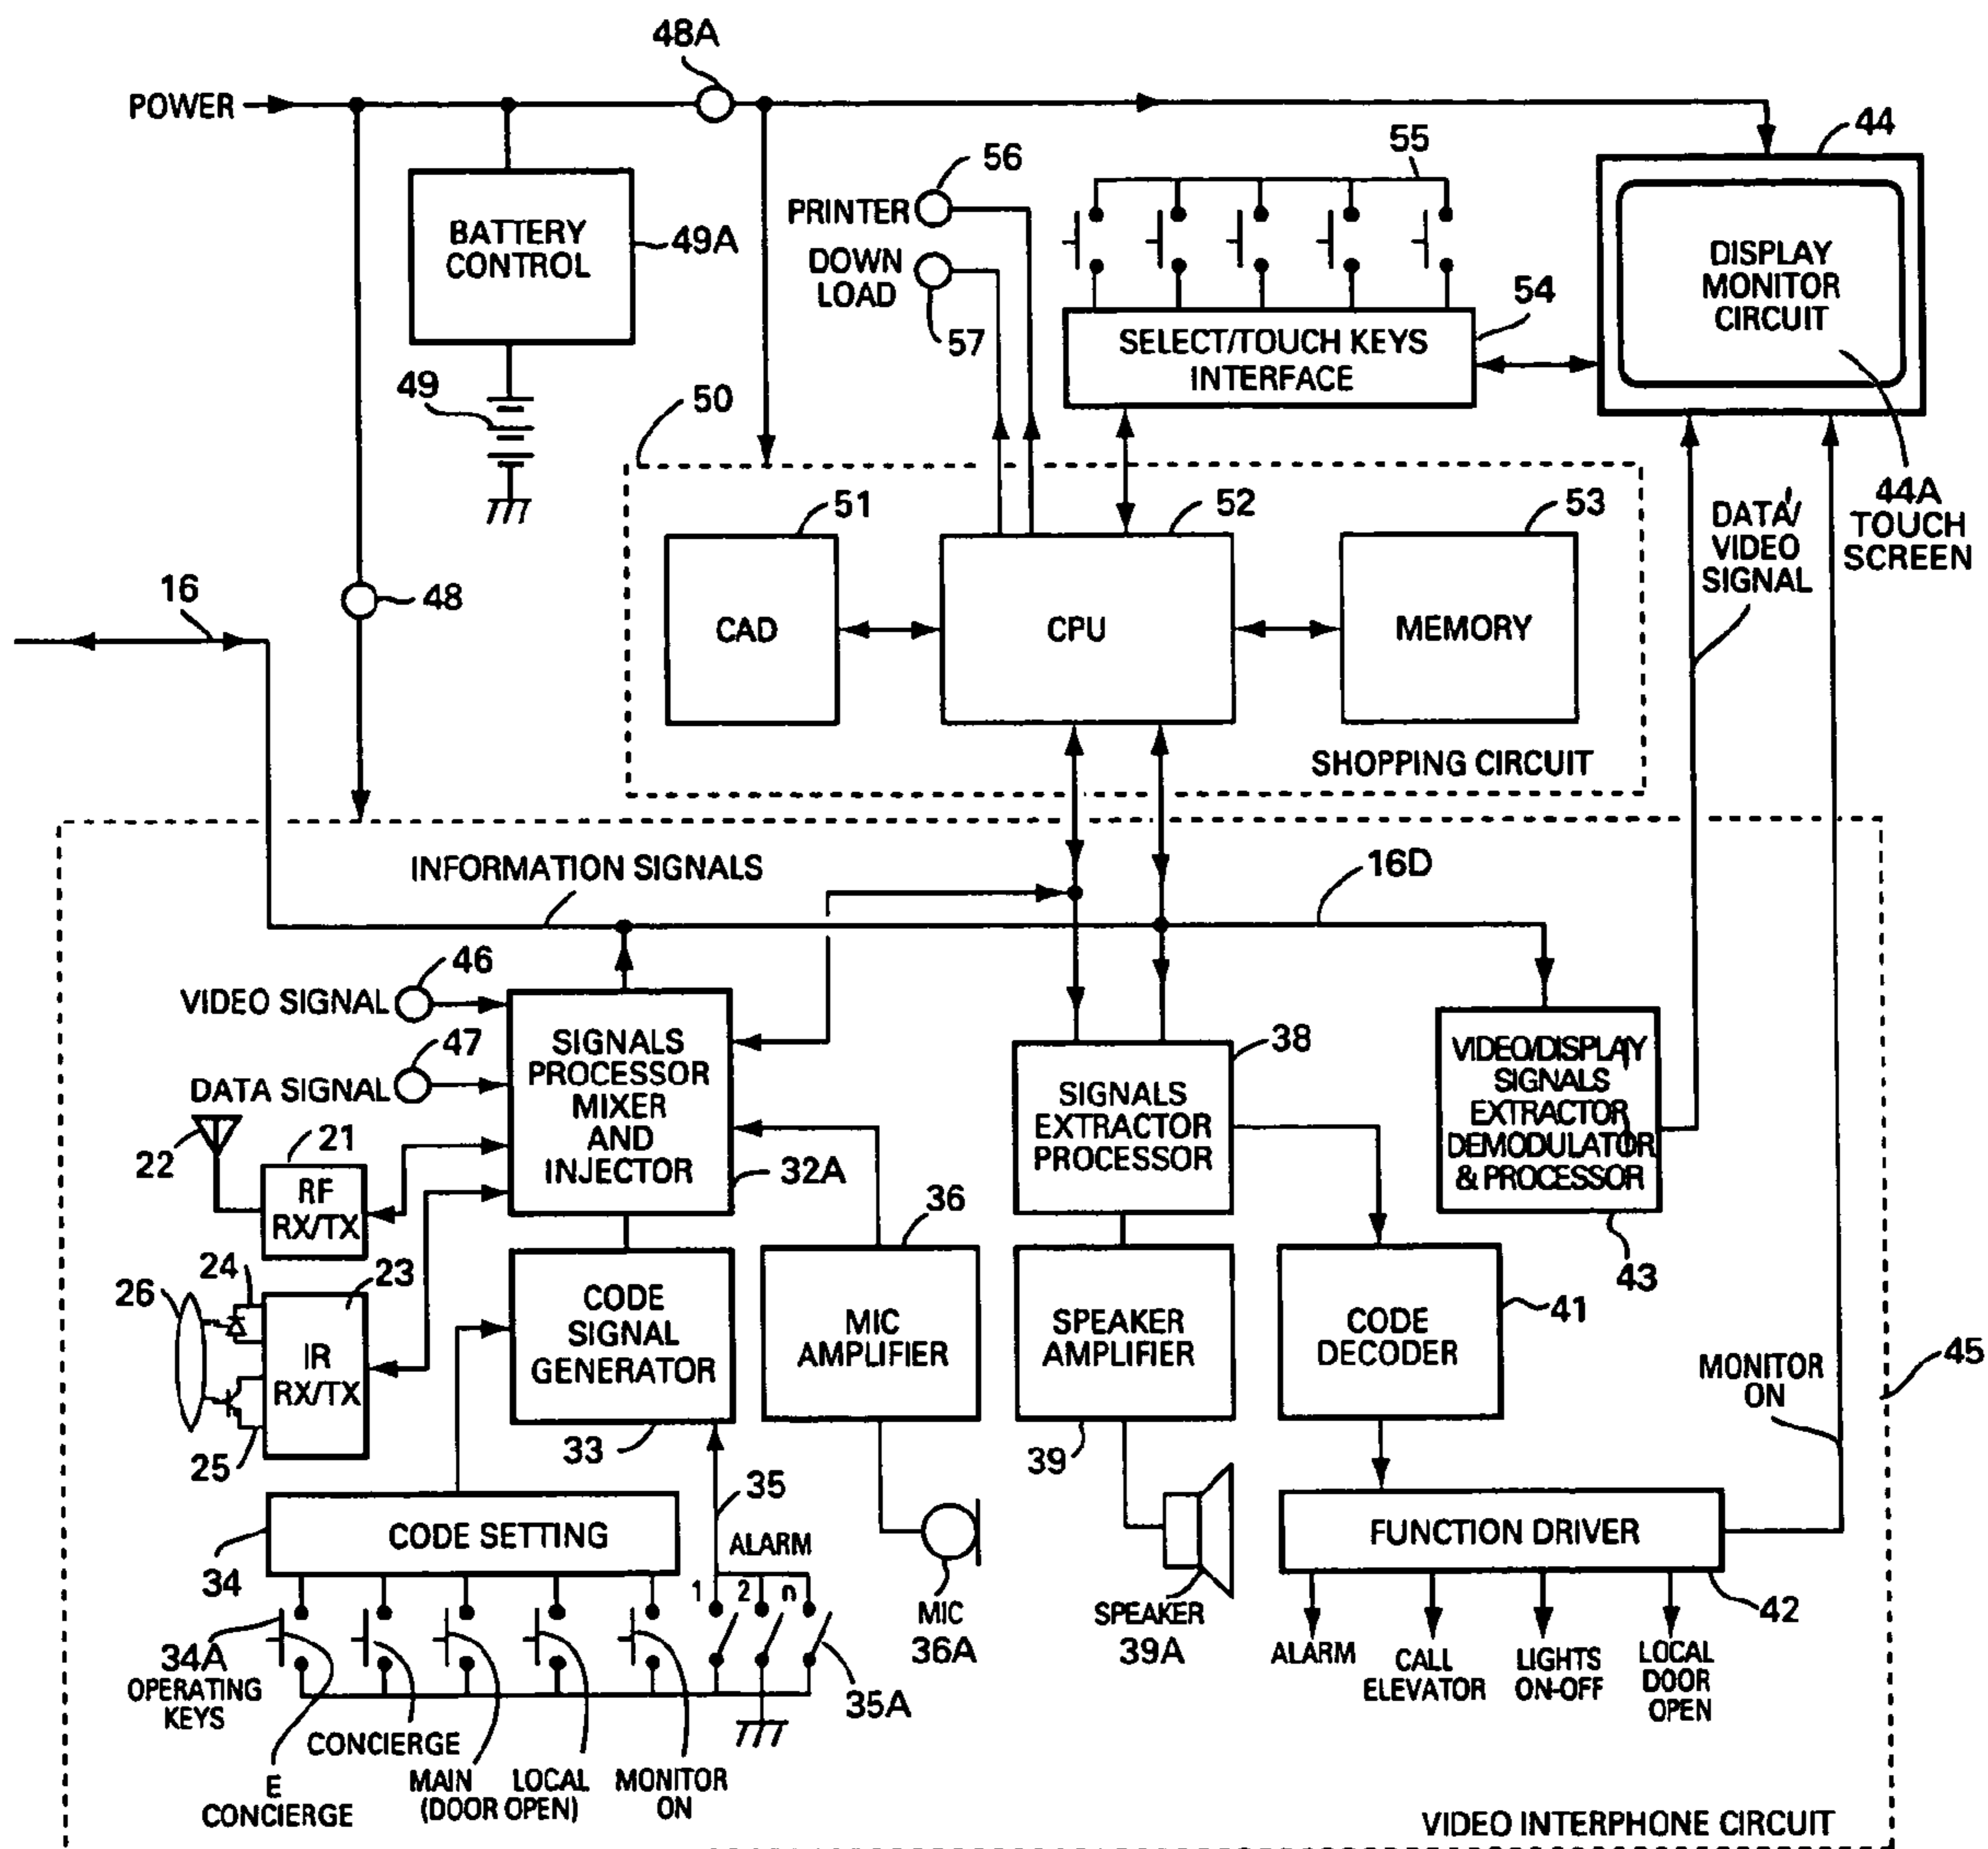 48A
POWER
44
56
55
PRINTER
BATTERY
CONTROL
49A
DOWN
LOAD
DISPLAY
MONITOR
CIRCUIT
54
57
SELECT/TOUCH KEYS
INTERFACE
49
50
51
52
53
44A
TOUCH
SCREEN
DATA/
VIDEO
SIGNAL
16
48
CAD
CPU
MEMORY
SHOPPING CIRCUIT
INFORMATION SIGNALS
16D
46
VIDEO SIGNAL
47
DATA SIGNAL
SIGNALS
PROCESSOR
MIXER
AND
INJECTOR
32A
38
SIGNALS
EXTRACTOR
PROCESSOR
VIDEO/DISPLAY
SIGNALS
EXTRACTOR
DEMODULATOR
& PROCESSOR
43
22
21
RF
RX/TX
36
24
23
26
IR
RX/TX
25
CODE
SIGNAL
GENERATOR
33
MIC
AMPLIFIER
SPEAKER
AMPLIFIER
39
CODE
DECODER
41
MONITOR
ON
45
35
CODE SETTING
34
ALARM
1 2 n
FUNCTION DRIVER
42
34A
OPERATING
KEYS
MIC
36A
SPEAKER
39A
35A
ALARM
CALL
ELEVATOR
LIGHTS
ON-OFF
LOCAL
DOOR
OPEN
E
CONCIERGE
CONCIERGE
MAIN LOCAL
(DOOR OPEN)
MONITOR
ON
VIDEO INTERPHONE CIRCUIT